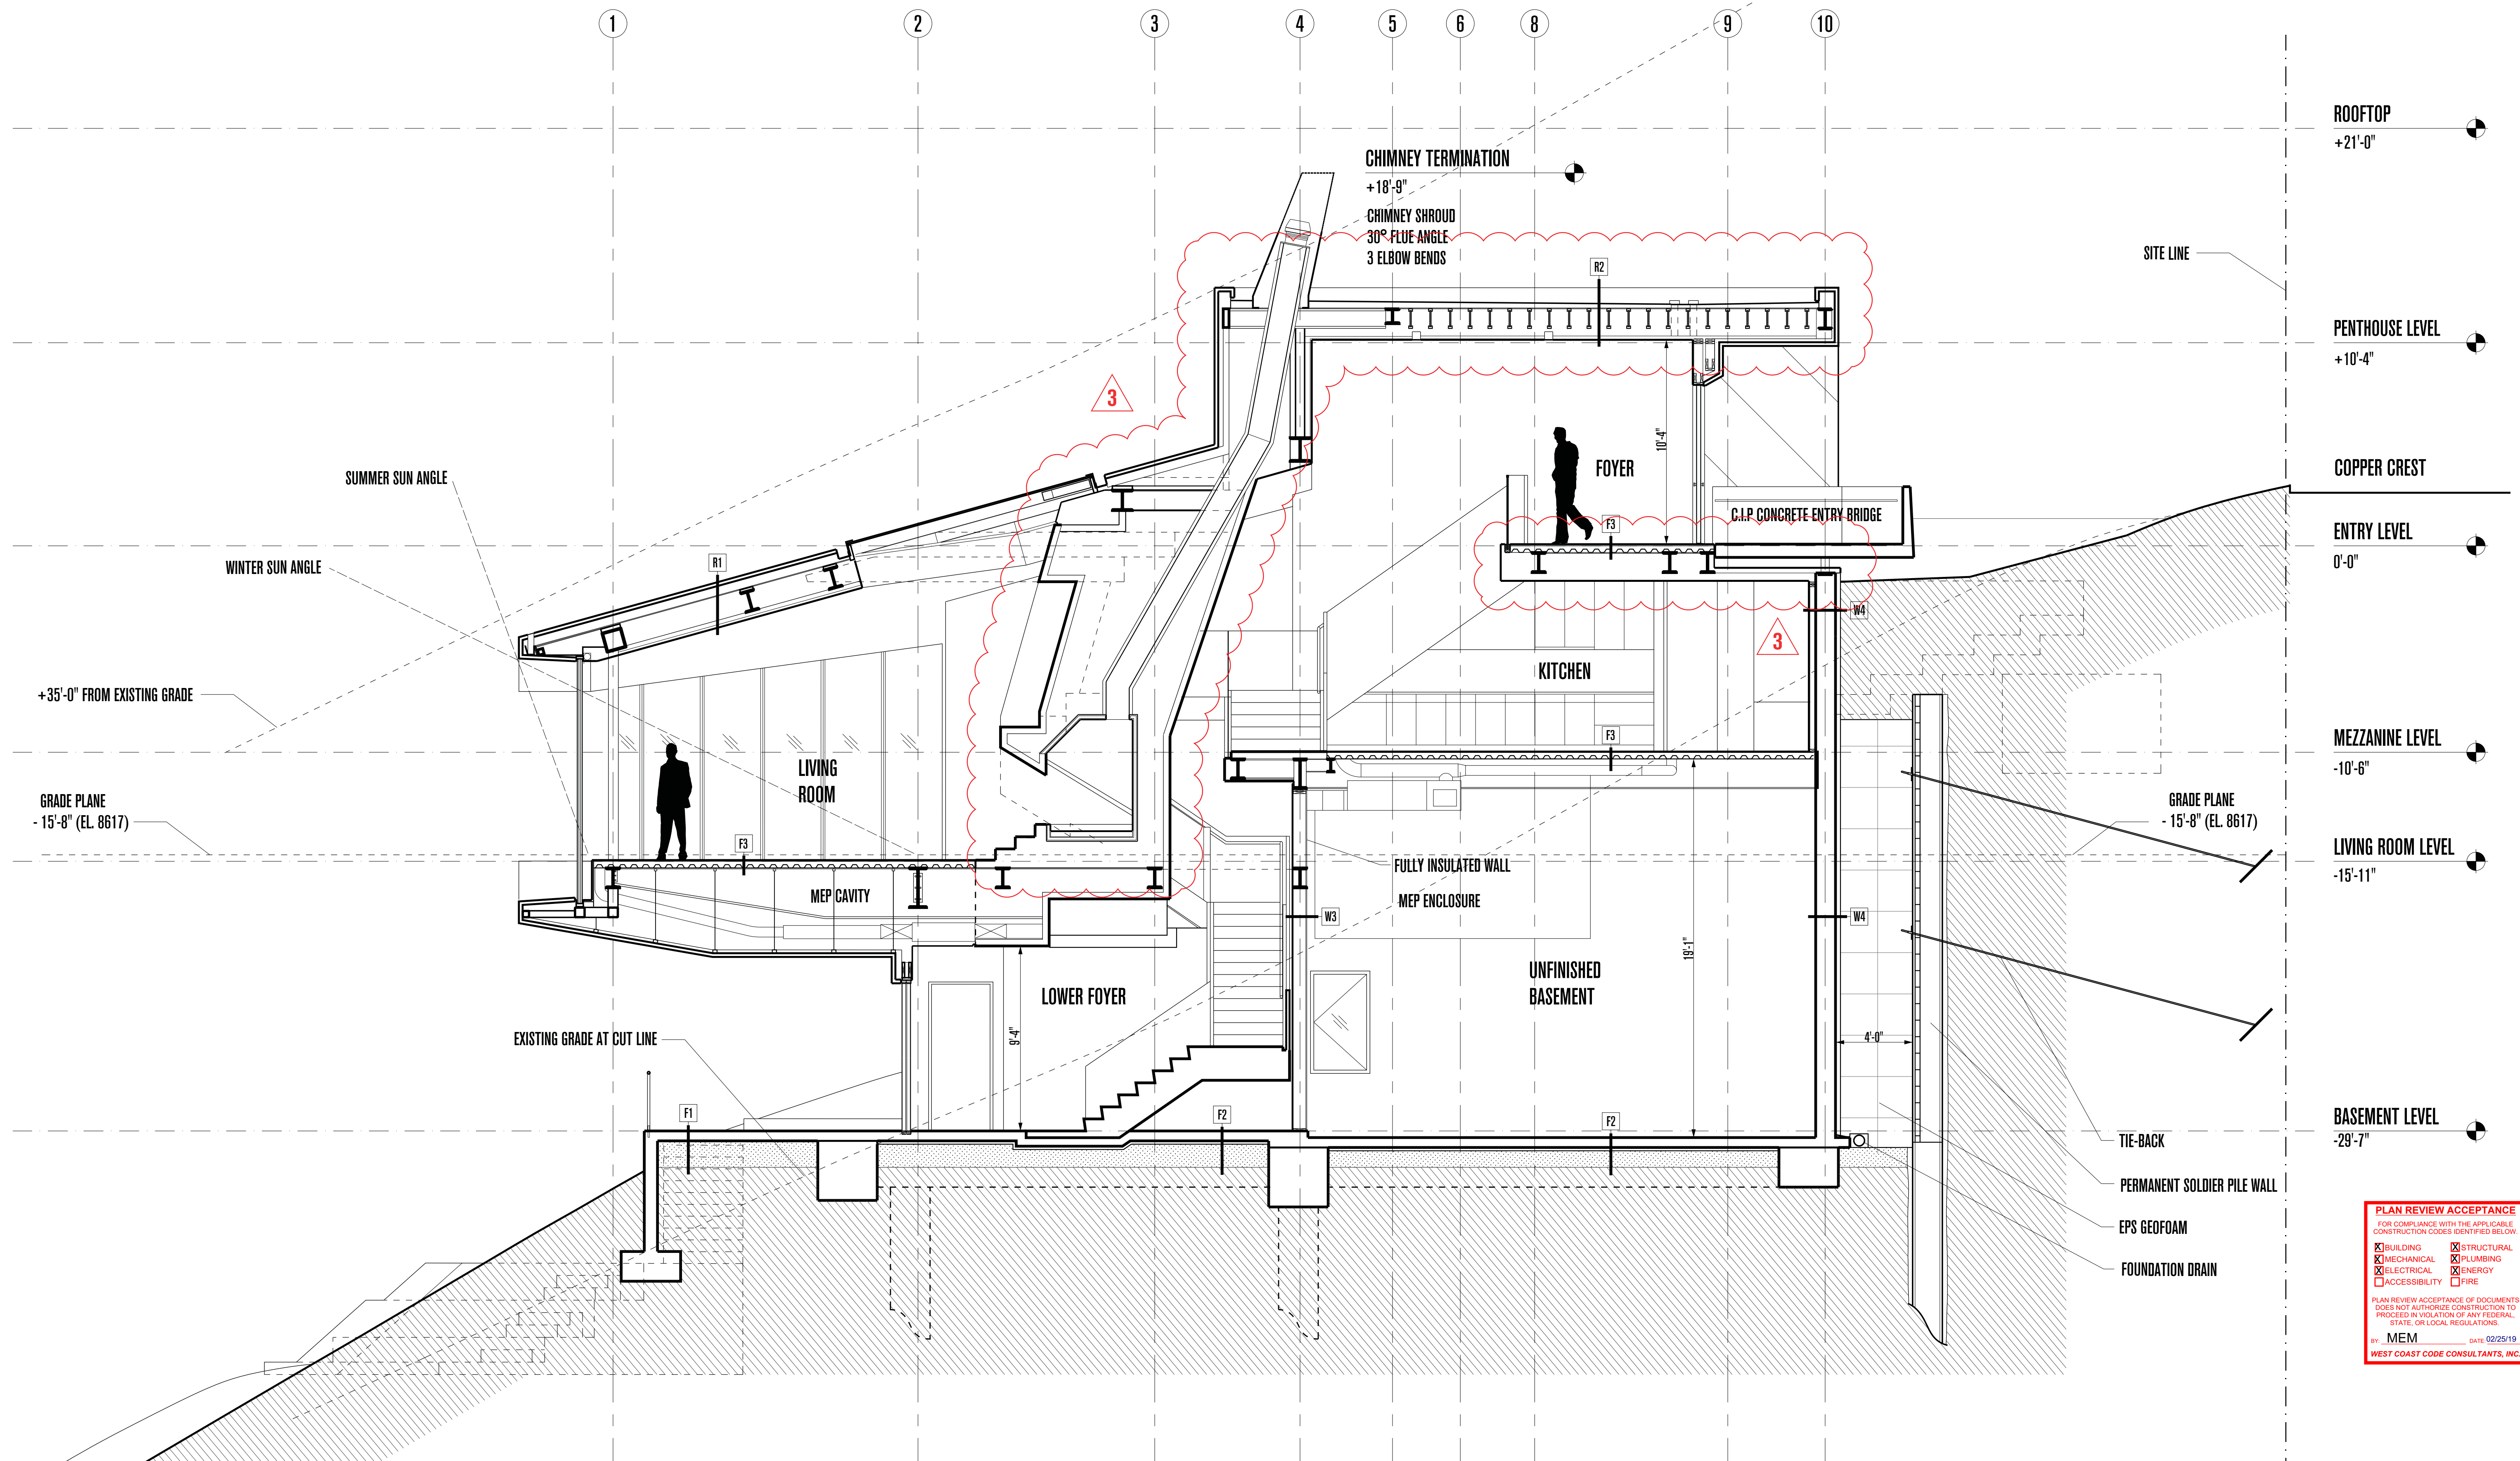 1
2
3
4
5
6
8
9
10
ROOFTOP
+21'-0"
CHIMNEY TERMINATION
+18'-9"
CHIMNEY SHROUD
30° FLUE ANGLE
3 ELBOW BENDS
SITE LINE
R2
PENTHOUSE LEVEL
+10'-4"
3
10'-4"
FOYER
COPPER CREST
SUMMER SUN ANGLE
C.I.P CONCRETE ENTRY BRIDGE
F3
ENTRY LEVEL
0'-0"
WINTER SUN ANGLE
R1
W4
3
KITCHEN
+35'-0" FROM EXISTING GRADE
F3
MEZZANINE LEVEL
-10'-6"
LIVING
ROOM
GRADE PLANE
- 15'-8" (EL. 8617)
GRADE PLANE
- 15'-8" (EL. 8617)
F3
LIVING ROOM LEVEL
-15'-11"
FULLY INSULATED WALL
MEP CAVITY
MEP ENCLOSURE
W3
W4
19'-1"
UNFINISHED
BASEMENT
LOWER FOYER
9'-4"
EXISTING GRADE AT CUT LINE
4'-0"
F1
F2
F2
BASEMENT LEVEL
-29'-7"
TIE-BACK
PERMANENT SOLDIER PILE WALL
EPS GEOFOAM
FOUNDATION DRAIN
PLAN REVIEW ACCEPTANCE
FOR COMPLIANCE WITH THE APPLICABLE
CONSTRUCTION CODES IDENTIFIED BELOW.
X BUILDING X STRUCTURAL
X MECHANICAL X PLUMBING
X ELECTRICAL X ENERGY
ACCESSIBILITY FIRE
PLAN REVIEW ACCEPTANCE OF DOCUMENTS
DOES NOT AUTHORIZE CONSTRUCTION TO
PROCEED IN VIOLATION OF ANY FEDERAL,
STATE, OR LOCAL REGULATIONS.
BY: MEM DATE: 02/25/19
WEST COAST CODE CONSULTANTS, INC.